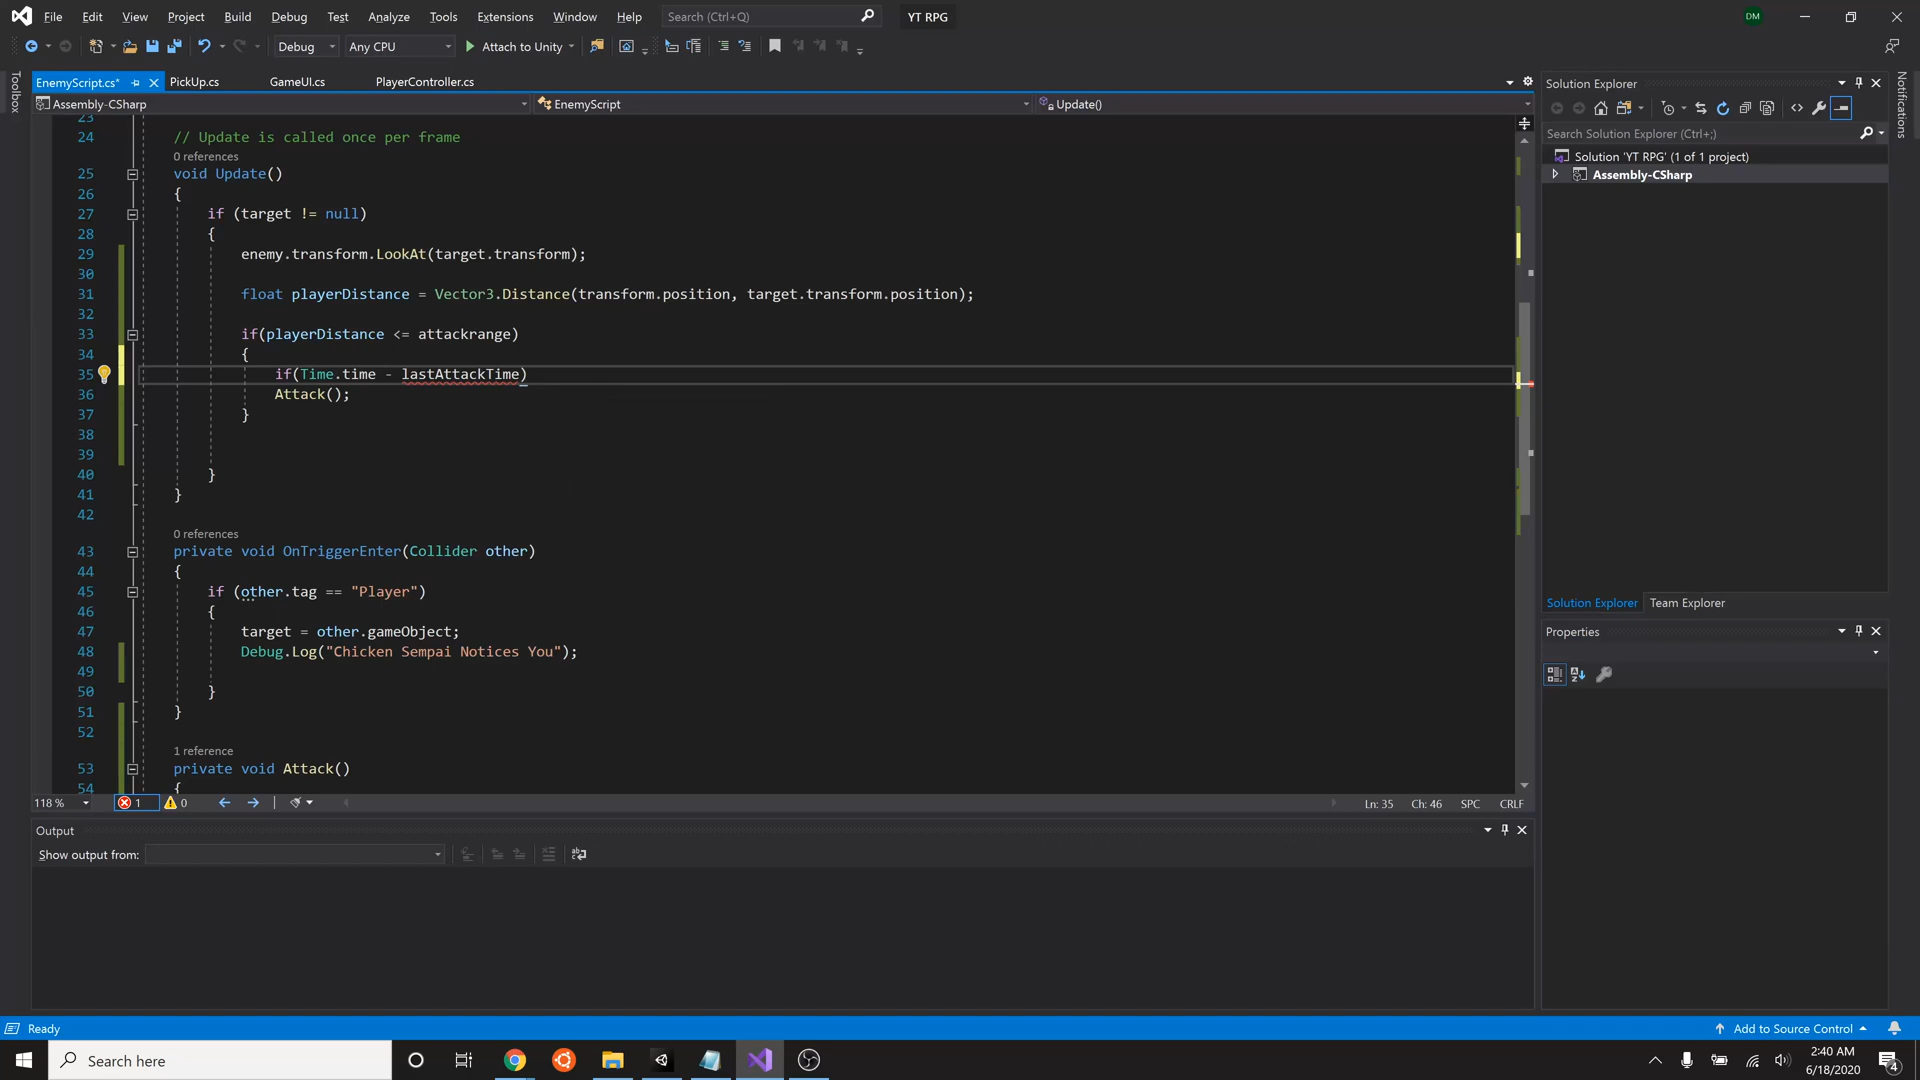 File Edit View Project Build Debug Test Analyze Tools Extensions Window Help Search (Ctrl+Q) YT RPG DM
Debug Any CPU Attach to Unity
Toolbox
EnemyScript.cs* PickUp.cs GameUI.cs PlayerController.cs
Assembly-CSharp EnemyScript Update()
23
24 // Update is called once per frame
0 references
25 void Update()
26 {
27 if (target != null)
28 {
29 enemy.transform.LookAt(target.transform);
30
31 float playerDistance = Vector3.Distance(transform.position, target.transform.position);
32
33 if(playerDistance <= attackrange)
34 {
35 if(Time.time - lastAttackTime)
36 Attack();
37 }
38
39
40 }
41 }
42
0 references
43 private void OnTriggerEnter(Collider other)
44 {
45 if (other.tag == "Player")
46 {
47 target = other.gameObject;
48 Debug.Log("Chicken Sempai Notices You");
49
50 }
51 }
52
1 reference
53 private void Attack()
54 {
118 % 1 0 Ln: 35 Ch: 46 SPC CRLF
Output
Show output from:
Solution Explorer
Search Solution Explorer (Ctrl+;)
Solution 'YT RPG' (1 of 1 project)
Assembly-CSharp
Solution Explorer Team Explorer
Properties
Notifications
Ready Add to Source Control
Search here
2:40 AM
6/18/2020
4